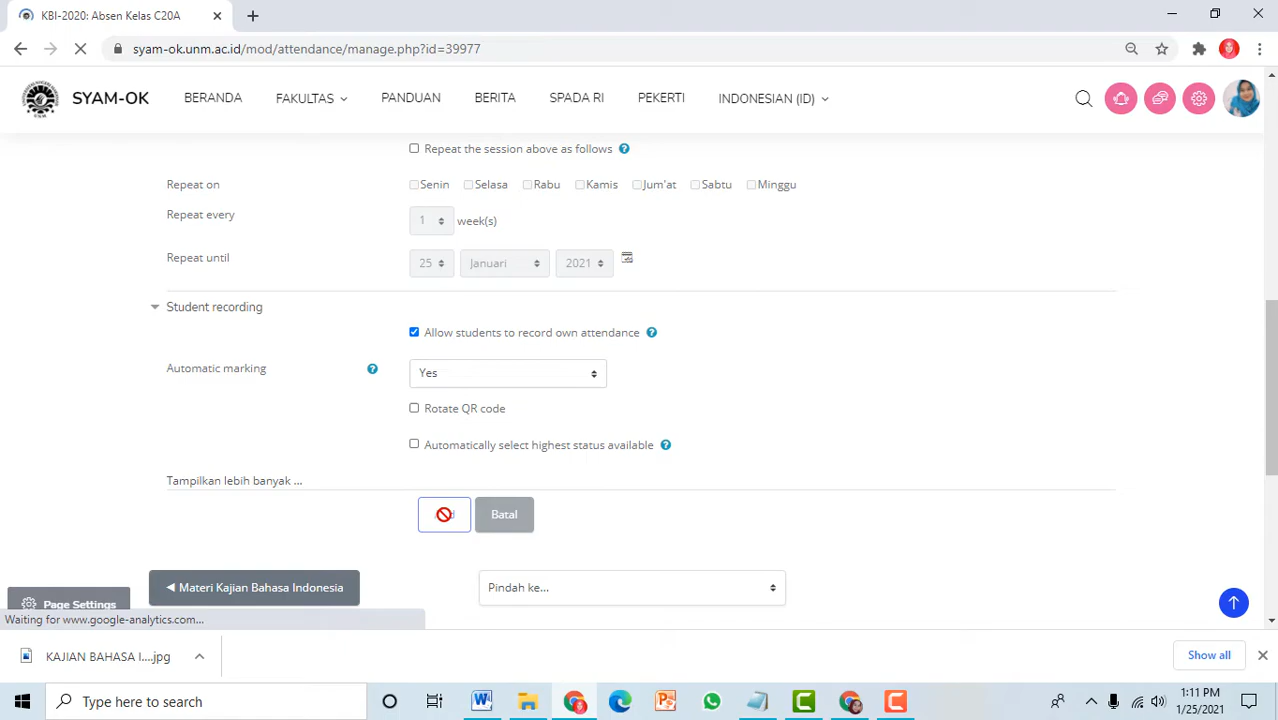 KBI-2020: Absen Kelas C20A
syam-ok.unm.ac.id/mod/attendance/manage.php?id=39977
SYAM-OK BERANDA FAKULTAS PANDUAN BERITA SPADA RI PEKERTI INDONESIAN (ID)
Repeat the session above as follows
Repeat on Senin Selasa Rabu Kamis Jum'at Sabtu Minggu
Repeat every 1 week(s)
Repeat until 25 Januari 2021
Student recording
Allow students to record own attendance
Automatic marking Yes
Rotate QR code
Automatically select highest status available
Tampilkan lebih banyak ...
Batal
◀ Materi Kajian Bahasa Indonesia Pindah ke...
Page Settings
Waiting for www.google-analytics.com...
KAJIAN BAHASA I....jpg Show all
Type here to search 1:11 PM
1/25/2021